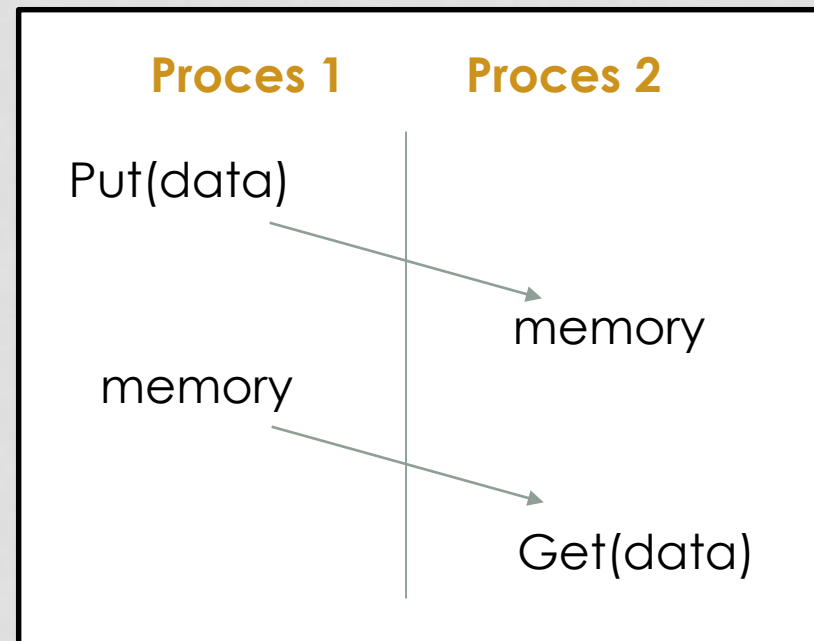 Proces 1 Proces 2
Put(data)
memory
memory
Get(data)